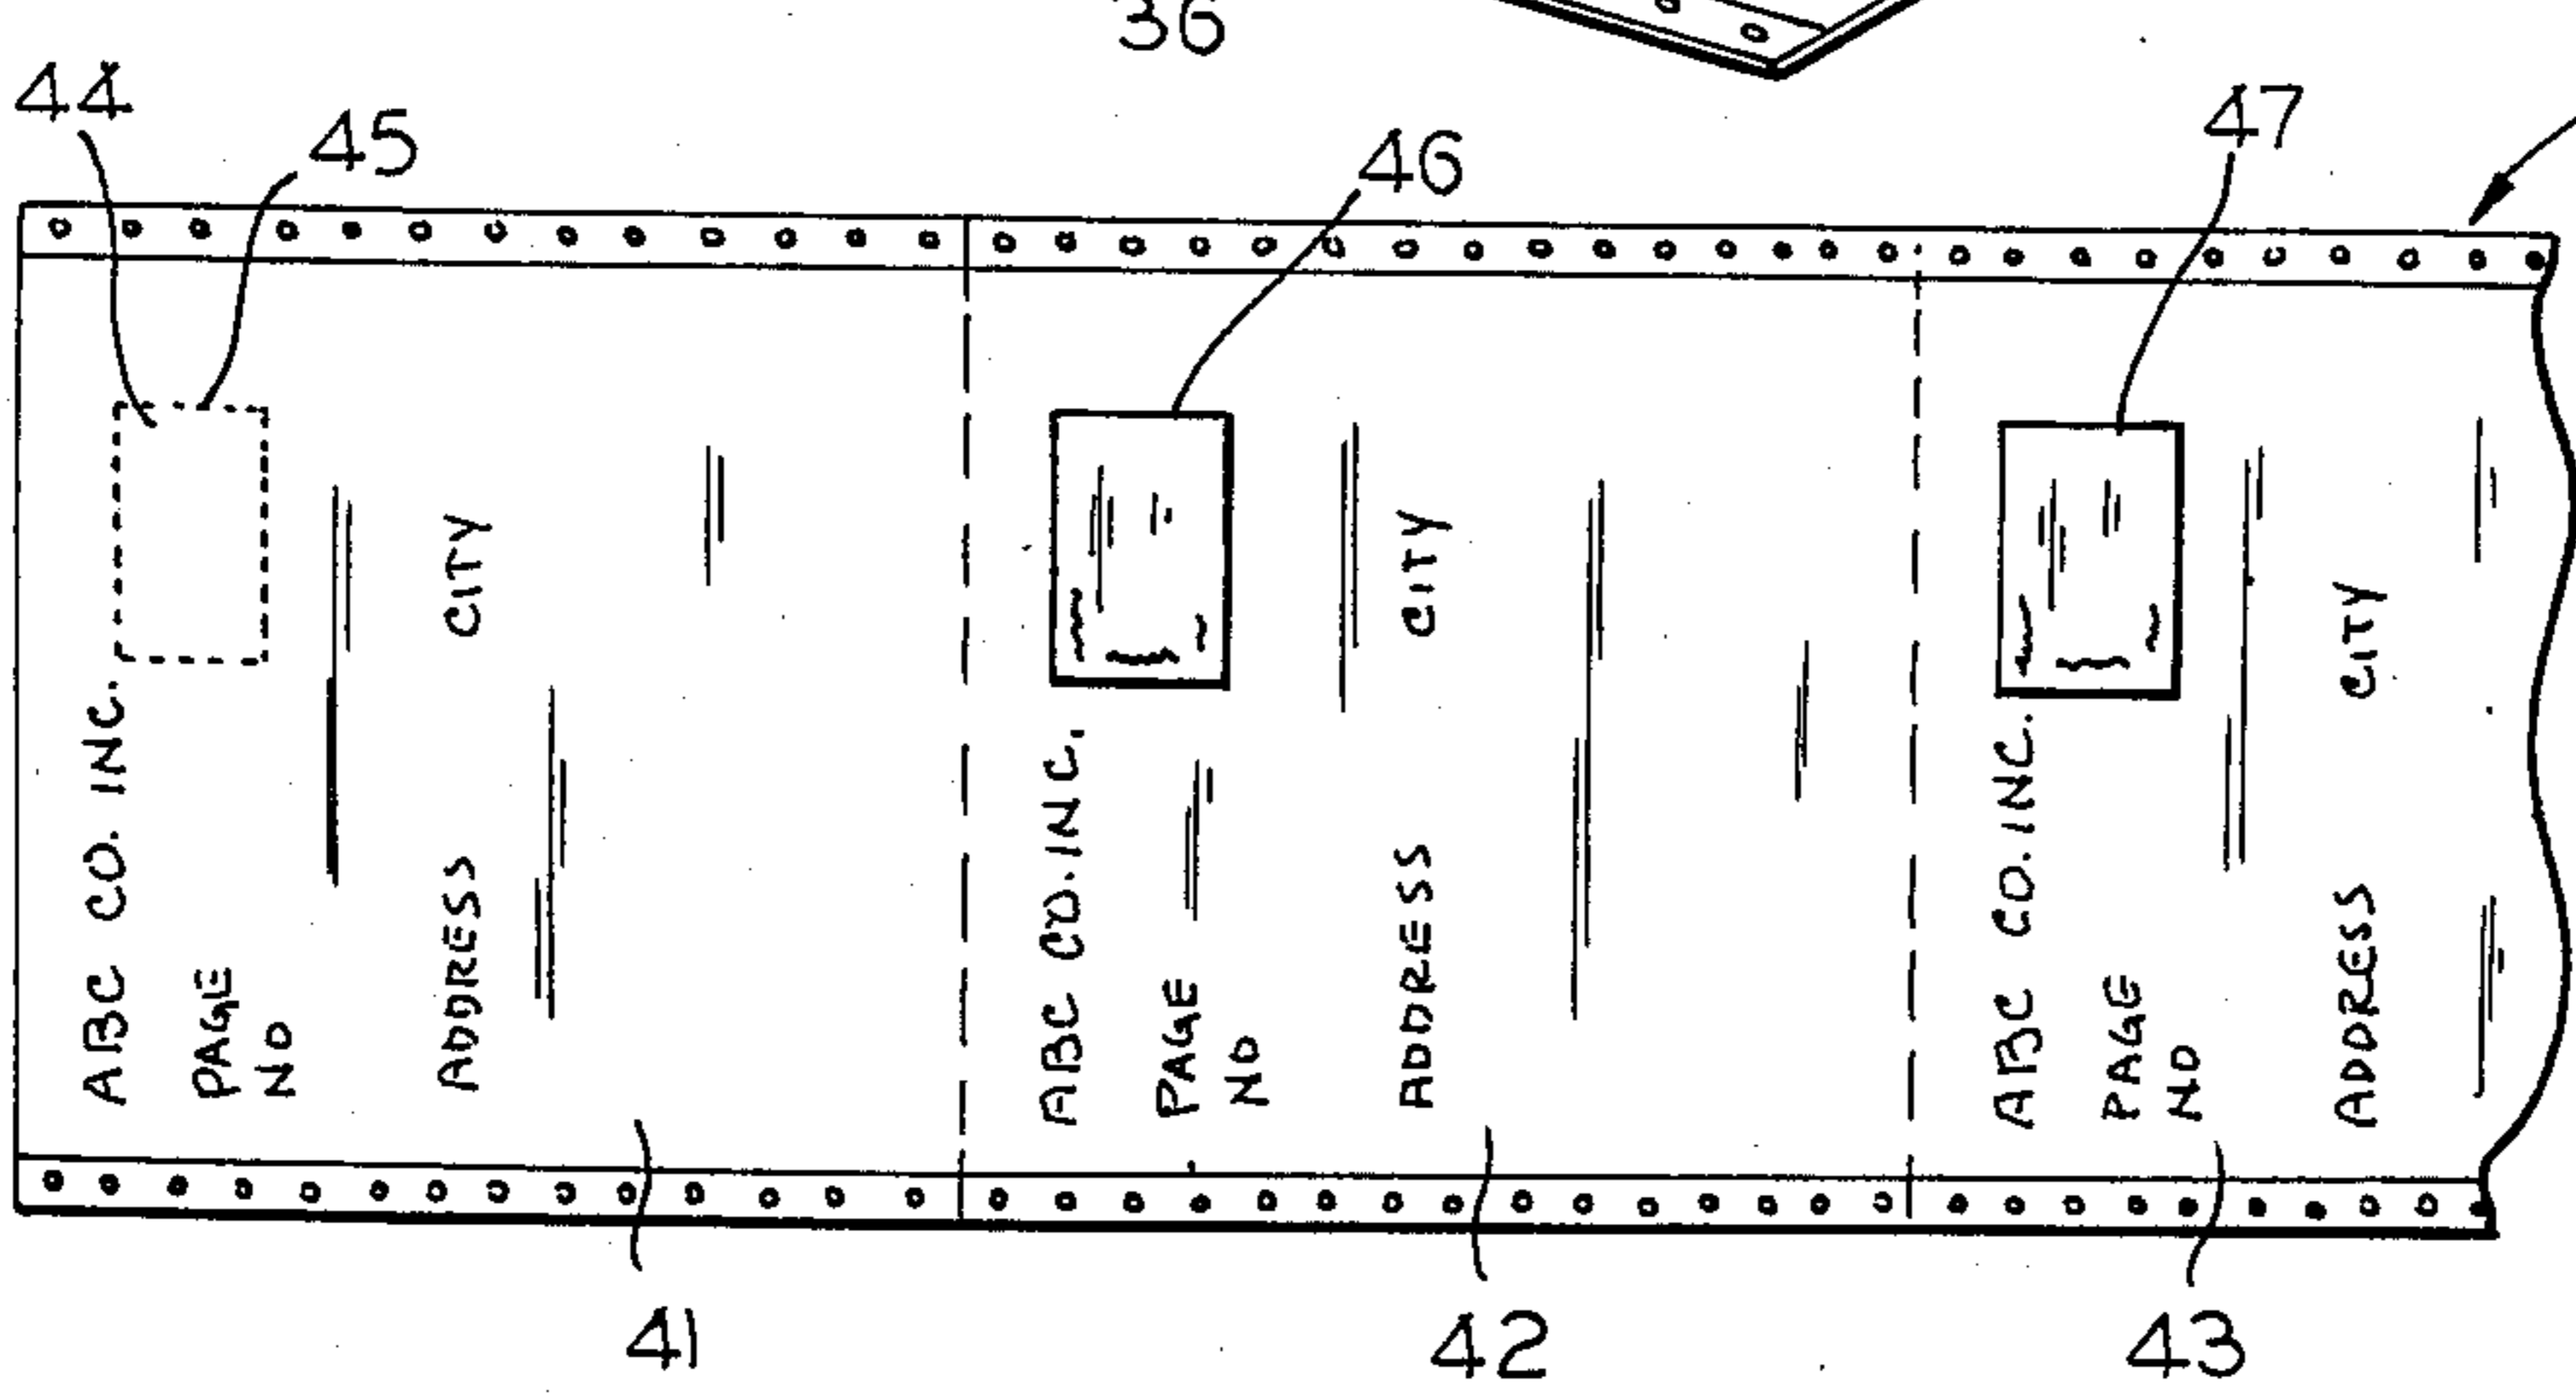 36
44
45
46
47
ABC CO. INC.
PAGE
NO
ADDRESS
CITY
ABC CO. INC.
PAGE
NO
ADDRESS
CITY
ABC CO. INC.
PAGE
NO
ADDRESS
CITY
41
42
43